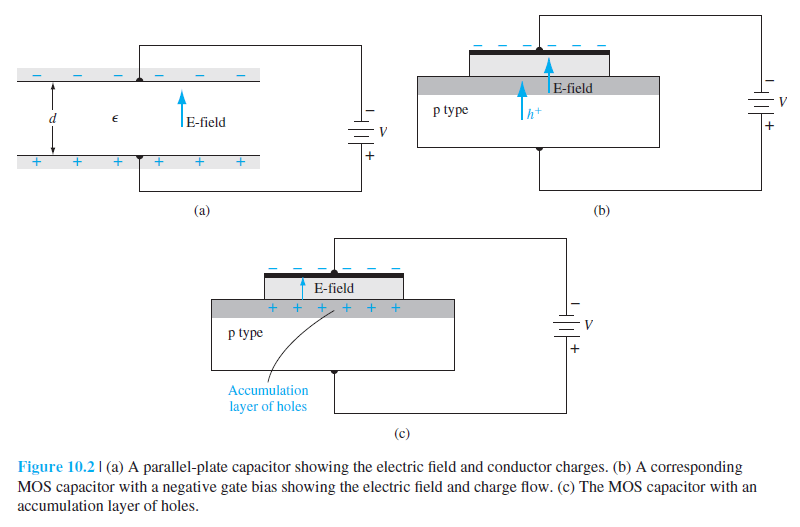 − − − − − −
d
ϵ
E-field
−
V
+
+ + + + + +
(a)
− − − − − −
E-field
p type
h+
−
V
+
(b)
− − − − − −
E-field
+ + + + + +
p type
−
V
+
Accumulation
layer of holes
(c)
Figure 10.2 | (a) A parallel-plate capacitor showing the electric field and conductor charges. (b) A corresponding
MOS capacitor with a negative gate bias showing the electric field and charge flow. (c) The MOS capacitor with an
accumulation layer of holes.